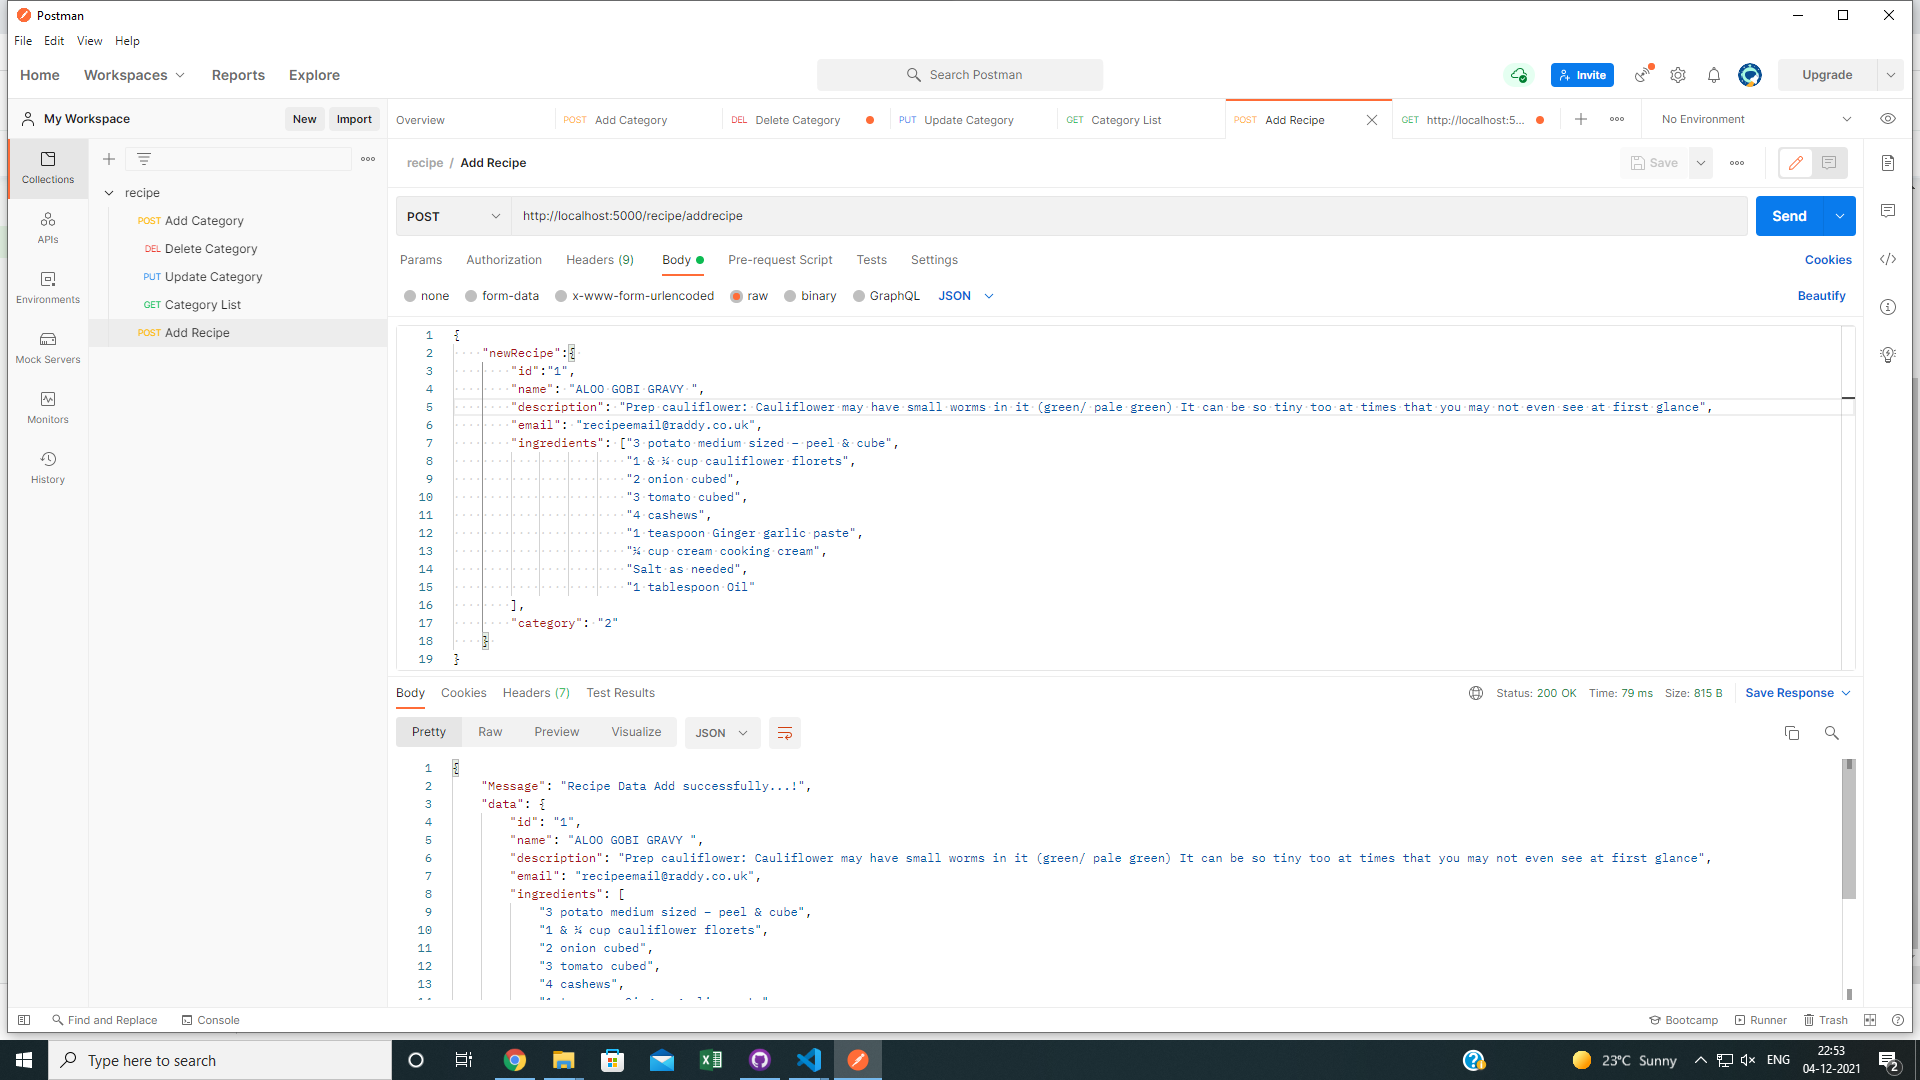 Postman
File Edit View Help
Home Workspaces Reports Explore Search Postman Invite Upgrade
My Workspace New Import
Overview POST Add Category DEL Delete Category PUT Update Category GET Category List POST Add Recipe GET http://localhost:5... No Environment
Collections
APIs
Environments
Mock Servers
Monitors
History
recipe
POST Add Category
DEL Delete Category
PUT Update Category
GET Category List
POST Add Recipe
recipe / Add Recipe Save
POST http://localhost:5000/recipe/addrecipe Send
Params Authorization Headers (9) Body Pre-request Script Tests Settings Cookies
none form-data x-www-form-urlencoded raw binary GraphQL JSON Beautify
1 {
2 "newRecipe":{
3 "id":"1",
4 "name": "ALOO GOBI GRAVY ",
5 "description": "Prep cauliflower: Cauliflower may have small worms in it (green/ pale green) It can be so tiny too at times that you may not even see at first glance",
6 "email": "recipeemail@raddy.co.uk",
7 "ingredients": ["3 potato medium sized – peel & cube",
8 "1 & ¼ cup cauliflower florets",
9 "2 onion cubed",
10 "3 tomato cubed",
11 "4 cashews",
12 "1 teaspoon Ginger garlic paste",
13 "¼ cup cream cooking cream",
14 "Salt as needed",
15 "1 tablespoon Oil"
16 ],
17 "category": "2"
18 }
19 }
Body Cookies Headers (7) Test Results Status: 200 OK Time: 79 ms Size: 815 B Save Response
Pretty Raw Preview Visualize JSON
1 {
2 "Message": "Recipe Data Add successfully...!",
3 "data": {
4 "id": "1",
5 "name": "ALOO GOBI GRAVY ",
6 "description": "Prep cauliflower: Cauliflower may have small worms in it (green/ pale green) It can be so tiny too at times that you may not even see at first glance",
7 "email": "recipeemail@raddy.co.uk",
8 "ingredients": [
9 "3 potato medium sized – peel & cube",
10 "1 & ¼ cup cauliflower florets",
11 "2 onion cubed",
12 "3 tomato cubed",
13 "4 cashews",
Find and Replace Console Bootcamp Runner Trash
Type here to search 23°C Sunny ENG 22:53
04-12-2021 2